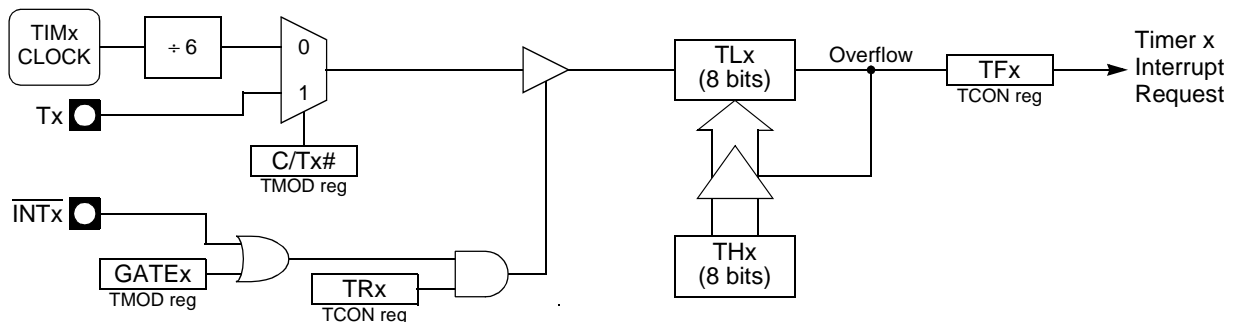 TIMx
CLOCK
÷ 6
0
1
Tx
C/Tx#
TMOD reg
INTx
GATEx
TMOD reg
TRx
TCON reg
TLx
(8 bits)
Overflow
TFx
TCON reg
Timer x
Interrupt
Request
THx
(8 bits)